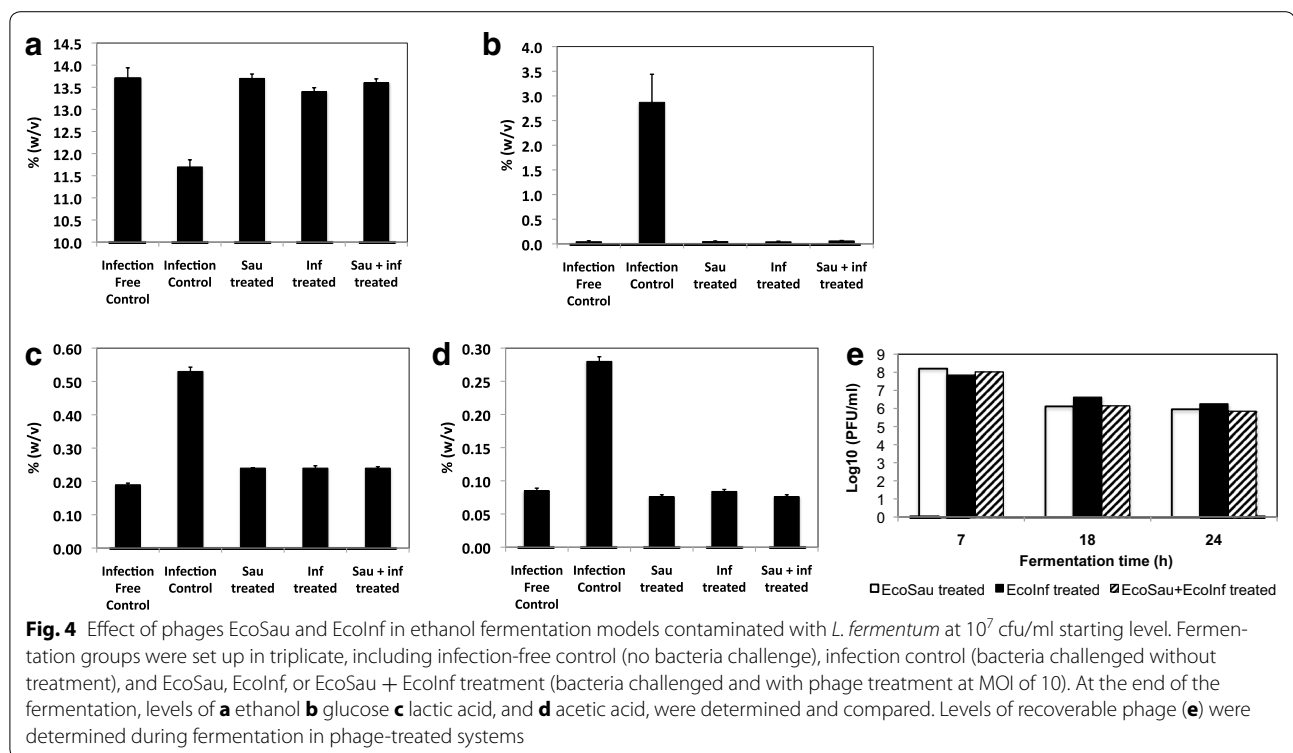 a
14.5
14.0
13.5
13.0
12.5
12.0
11.5
11.0
10.5
10.0
% (w/v)
Infection Free Control
Infection Control
Sau treated
Inf treated
Sau + inf treated
b
4.0
3.5
3.0
2.5
2.0
1.5
1.0
0.5
0.0
% (w/v)
Infection Free Control
Infection Control
Sau treated
Inf treated
Sau + inf treated
c
0.60
0.50
0.40
0.30
0.20
0.10
0.00
% (w/v)
Infection Free Control
Infection Control
Sau treated
Inf treated
Sau + inf treated
d
0.30
0.25
0.20
0.15
0.10
0.05
0.00
% (w/v)
Infection Free Control
Infection Control
Sau treated
Inf treated
Sau + inf treated
e
9
8
7
6
5
4
3
2
1
0
Log10 (PFU/ml)
7 18 24
Fermentation time (h)
EcoSau treated EcoInf treated EcoSau+EcoInf treated
Fig. 4 Effect of phages EcoSau and EcoInf in ethanol fermentation models contaminated with L. fermentum at 10⁷ cfu/ml starting level. Fermen-
tation groups were set up in triplicate, including infection-free control (no bacteria challenge), infection control (bacteria challenged without
treatment), and EcoSau, EcoInf, or EcoSau + EcoInf treatment (bacteria challenged and with phage treatment at MOI of 10). At the end of the
fermentation, levels of a ethanol b glucose c lactic acid, and d acetic acid, were determined and compared. Levels of recoverable phage (e) were
determined during fermentation in phage-treated systems